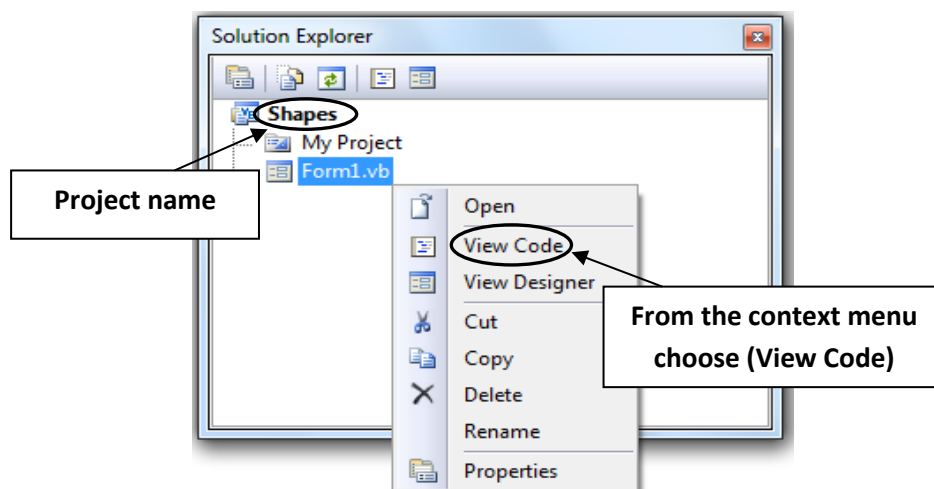 Solution Explorer
Shapes
My Project
Form1.vb
Project name
Open
View Code
View Designer
Cut
Copy
Delete
Rename
Properties
From the context menu
choose (View Code)